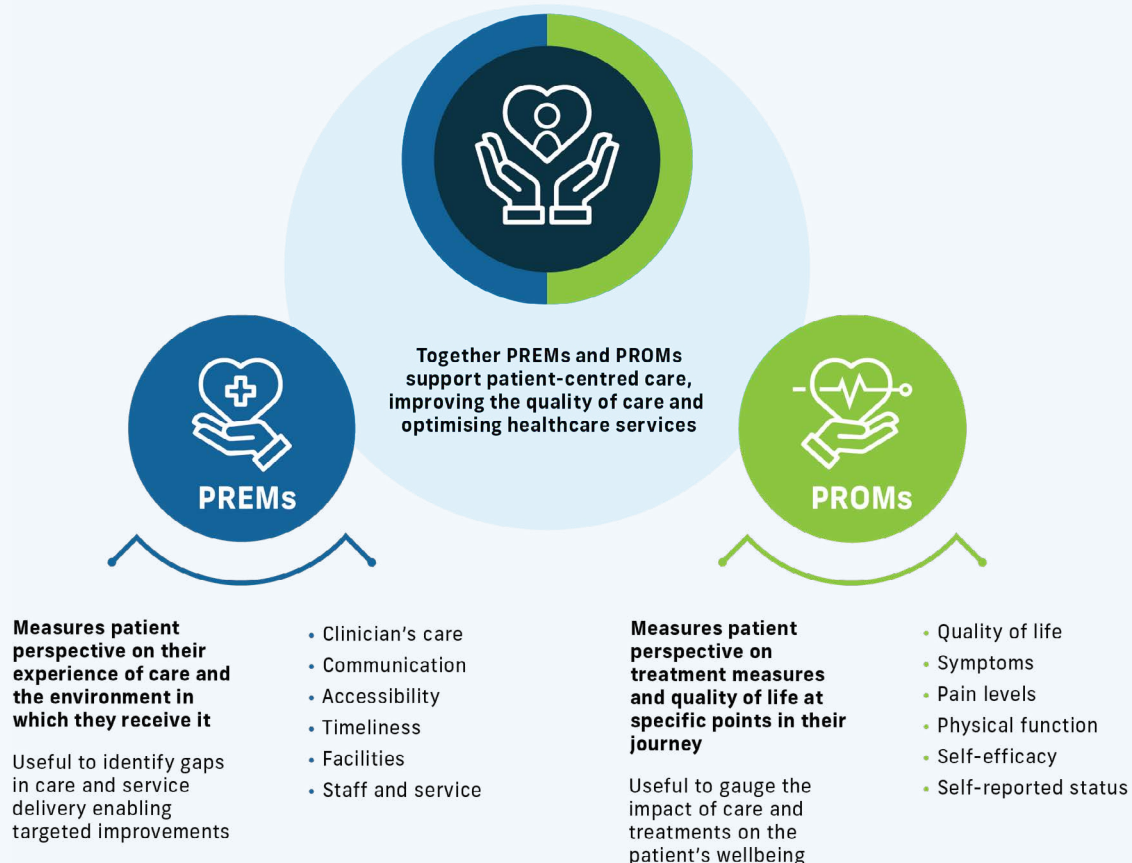 Together PREMs and PROMs
support patient-centred care,
improving the quality of care and
optimising healthcare services
PREMs
PROMs
Measures patient
perspective on their
experience of care and
the environment in
which they receive it
Useful to identify gaps
in care and service
delivery enabling
targeted improvements
• Clinician's care
• Communication
• Accessibility
• Timeliness
• Facilities
• Staff and service
Measures patient
perspective on
treatment measures
and quality of life at
specific points in their
journey
Useful to gauge the
impact of care and
treatments on the
patient's wellbeing
• Quality of life
• Symptoms
• Pain levels
• Physical function
• Self-efficacy
• Self-reported status